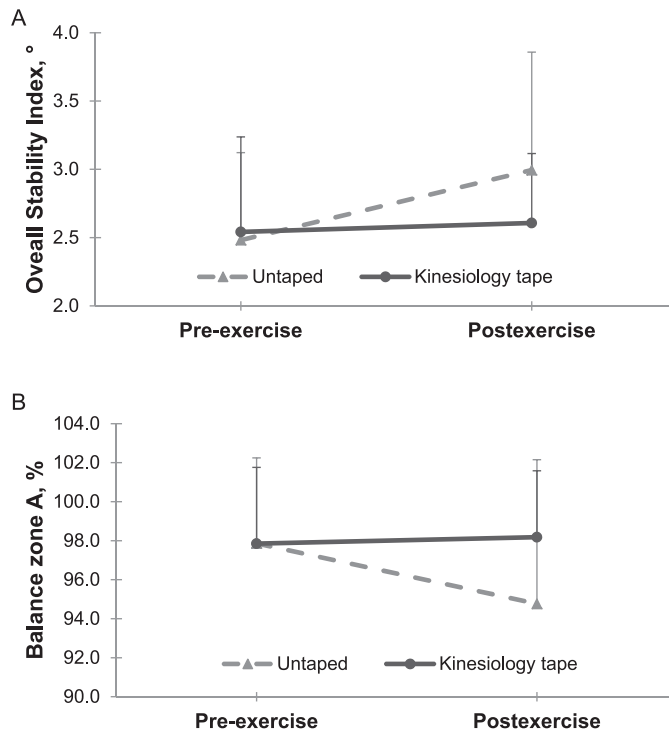 A
Oveall Stability Index, °
4.0
3.5
3.0
2.5
2.0
Untaped
Kinesiology tape
Pre-exercise
Postexercise
B
Balance zone A, %
104.0
102.0
100.0
98.0
96.0
94.0
92.0
90.0
Untaped
Kinesiology tape
Pre-exercise
Postexercise